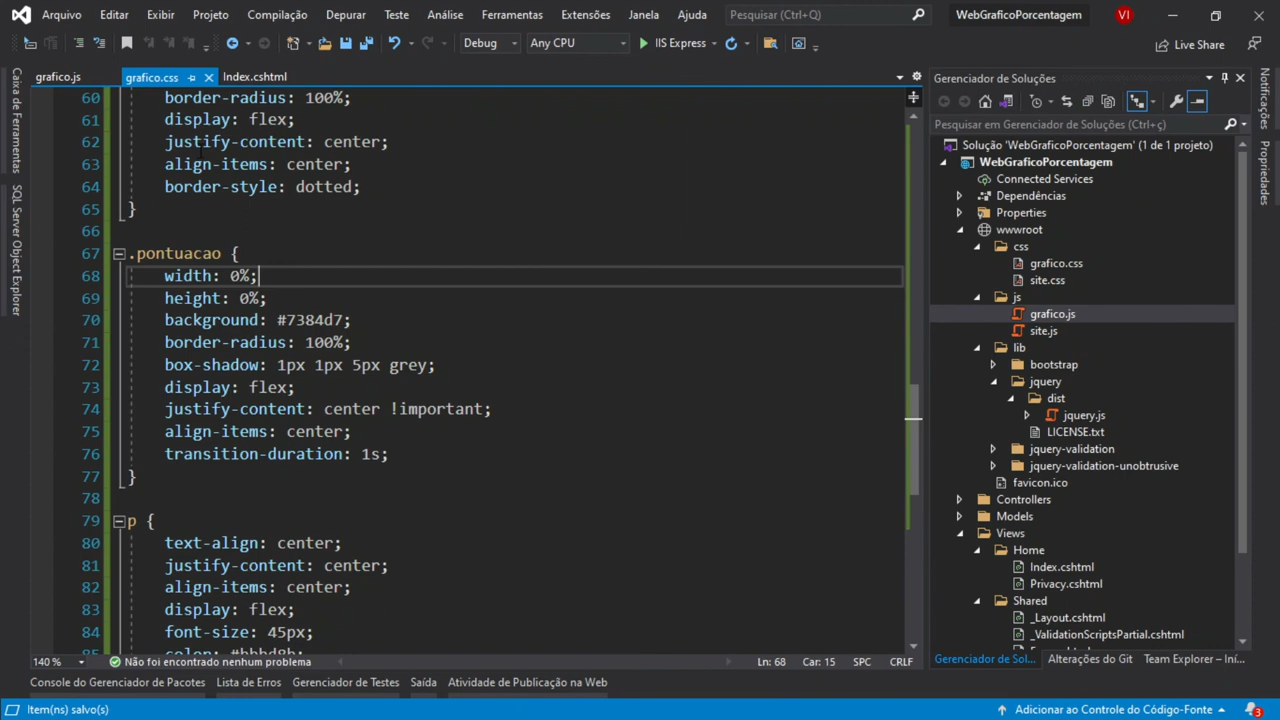 Arquivo Editar Exibir Projeto Compilação Depurar Teste Análise Ferramentas Extensões Janela Ajuda Pesquisar (Ctrl+Q) WebGraficoPorcentagem VI
Debug Any CPU IIS Express Live Share
grafico.js grafico.css Index.cshtml
Caixa de Ferramentas
SQL Server Object Explorer
60 border-radius: 100%;
61 display: flex;
62 justify-content: center;
63 align-items: center;
64 border-style: dotted;
65 }
66
67 .pontuacao {
68 width: 0%;
69 height: 0%;
70 background: #7384d7;
71 border-radius: 100%;
72 box-shadow: 1px 1px 5px grey;
73 display: flex;
74 justify-content: center !important;
75 align-items: center;
76 transition-duration: 1s;
77 }
78
79 p {
80 text-align: center;
81 justify-content: center;
82 align-items: center;
83 display: flex;
84 font-size: 45px;
140 % Não foi encontrado nenhum problema Ln: 68 Car: 15 SPC CRLF
Gerenciador de Soluções
Pesquisar em Gerenciador de Soluções (Ctrl+ç)
Solução 'WebGraficoPorcentagem' (1 de 1 projeto)
WebGraficoPorcentagem
Connected Services
Dependências
Properties
wwwroot
css
grafico.css
site.css
js
grafico.js
site.js
lib
bootstrap
jquery
dist
jquery.js
LICENSE.txt
jquery-validation
jquery-validation-unobtrusive
favicon.ico
Controllers
Models
Views
Home
Index.cshtml
Privacy.cshtml
Shared
_Layout.cshtml
_ValidationScriptsPartial.cshtml
Gerenciador de Sol... Alterações do Git Team Explorer – Iní...
Notificações
Propriedades
Console do Gerenciador de Pacotes Lista de Erros Gerenciador de Testes Saída Atividade de Publicação na Web
Item(ns) salvo(s) Adicionar ao Controle do Código-Fonte 3